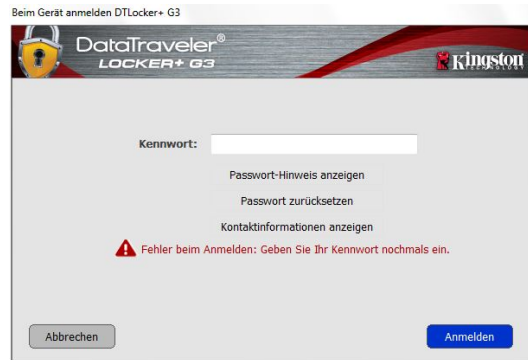 Beim Gerät anmelden DTLocker+ G3
DataTraveler®
LOCKER+ G3
Kingston
TECHNOLOGY
Kennwort:
Passwort-Hinweis anzeigen
Passwort zurücksetzen
Kontaktinformationen anzeigen
Fehler beim Anmelden: Geben Sie Ihr Kennwort nochmals ein.
Abbrechen
Anmelden